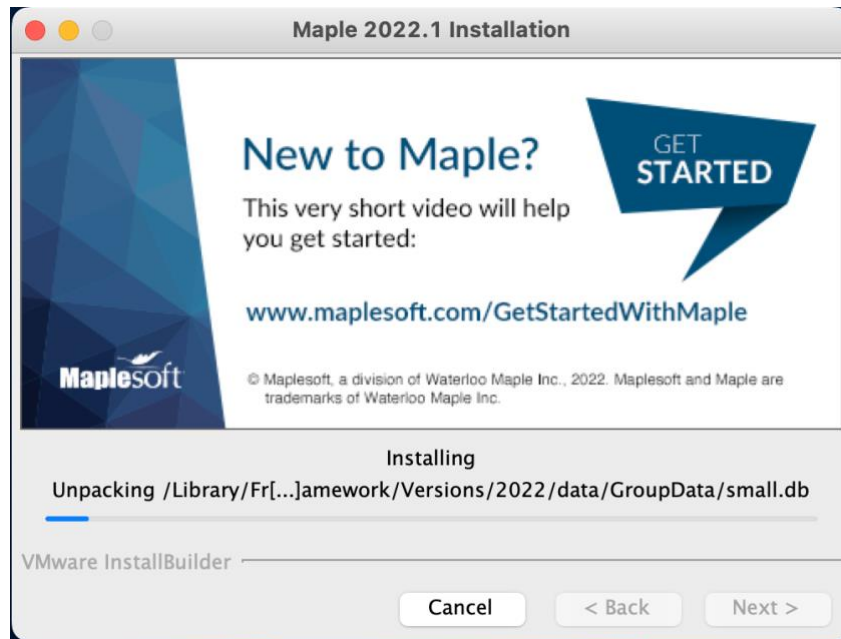 Maple 2022.1 Installation
New to Maple?
This very short video will help
you get started:
www.maplesoft.com/GetStartedWithMaple
GET
STARTED
Maplesoft
© Maplesoft, a division of Waterloo Maple Inc., 2022. Maplesoft and Maple are
trademarks of Waterloo Maple Inc.
Installing
Unpacking /Library/Fr[...]amework/Versions/2022/data/GroupData/small.db
VMware InstallBuilder
Cancel
< Back
Next >